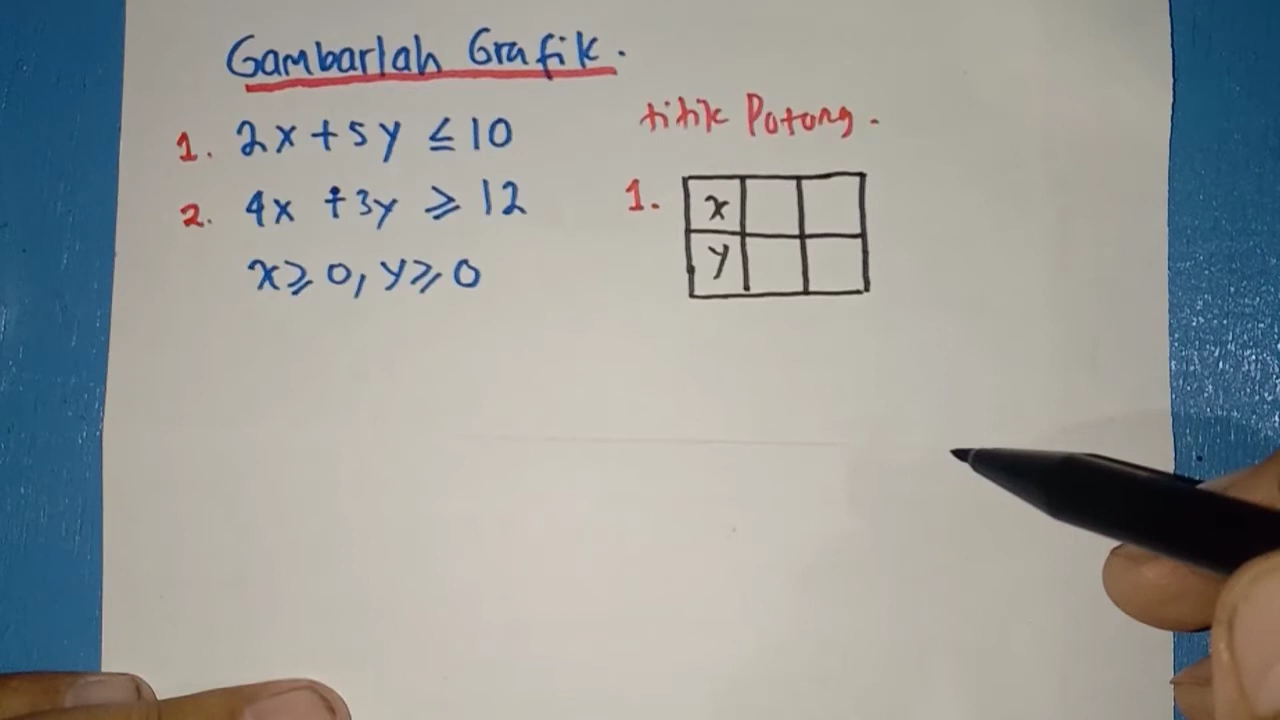 Gambarlah Grafik.
1. 2x + 5y ≤ 10
2. 4x + 3y ≥ 12
x ≥ 0, y ≥ 0
titik Potong.
1.
x
y